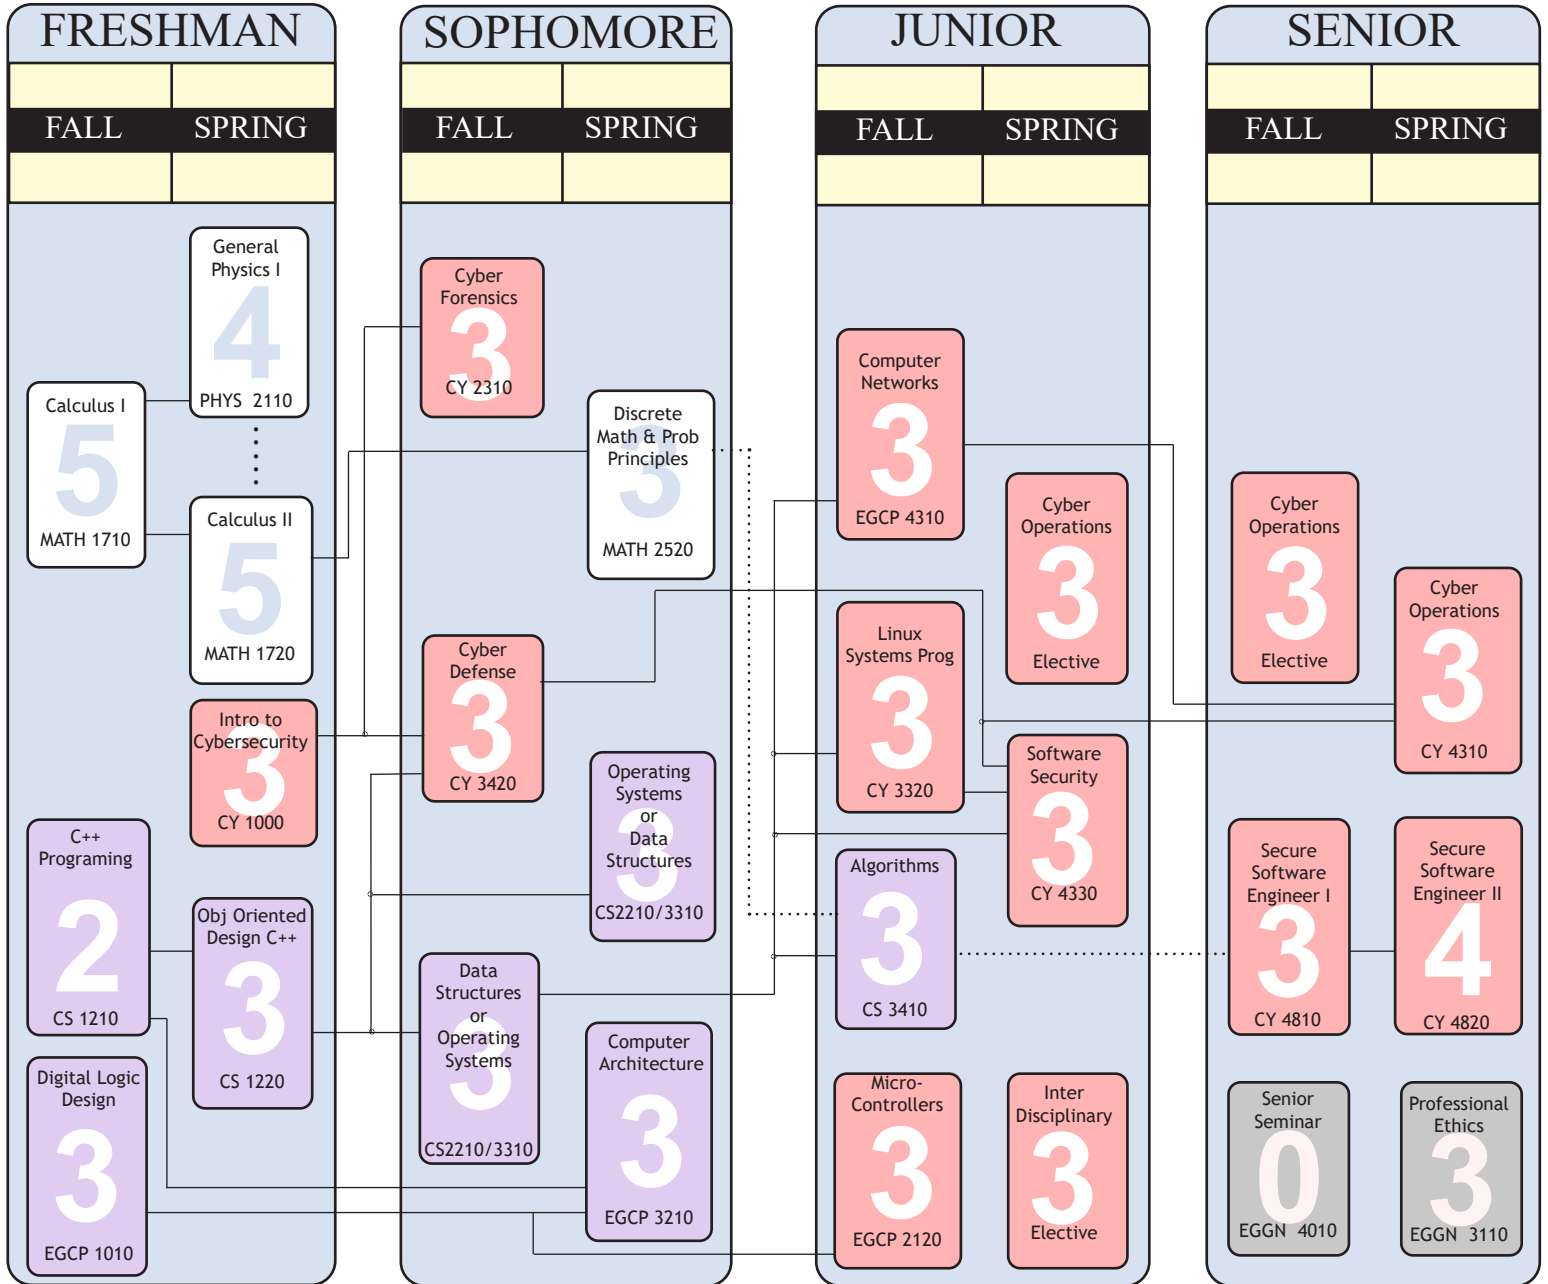 FRESHMAN
FALL SPRING
General
Physics I
4
PHYS 2110
Calculus I
5
MATH 1710
Calculus II
5
MATH 1720
Intro to
Cybersecurity
3
CY 1000
C++
Programing
2
CS 1210
Obj Oriented
Design C++
3
CS 1220
Digital Logic
Design
3
EGCP 1010
SOPHOMORE
FALL SPRING
Cyber
Forensics
3
CY 2310
Discrete
Math & Prob
Principles
3
MATH 2520
Cyber
Defense
3
CY 3420
Operating
Systems
or
Data
Structures
3
CS2210/3310
Data
Structures
or
Operating
Systems
3
CS2210/3310
Computer
Architecture
3
EGCP 3210
JUNIOR
FALL SPRING
Computer
Networks
3
EGCP 4310
Cyber
Operations
3
Elective
Linux
Systems Prog
3
CY 3320
Software
Security
3
CY 4330
Algorithms
3
CS 3410
Micro-
Controllers
3
EGCP 2120
Inter
Disciplinary
3
Elective
SENIOR
FALL SPRING
Cyber
Operations
3
Elective
Cyber
Operations
3
CY 4310
Secure
Software
Engineer I
3
CY 4810
Secure
Software
Engineer II
4
CY 4820
Senior
Seminar
0
EGGN 4010
Professional
Ethics
3
EGGN 3110